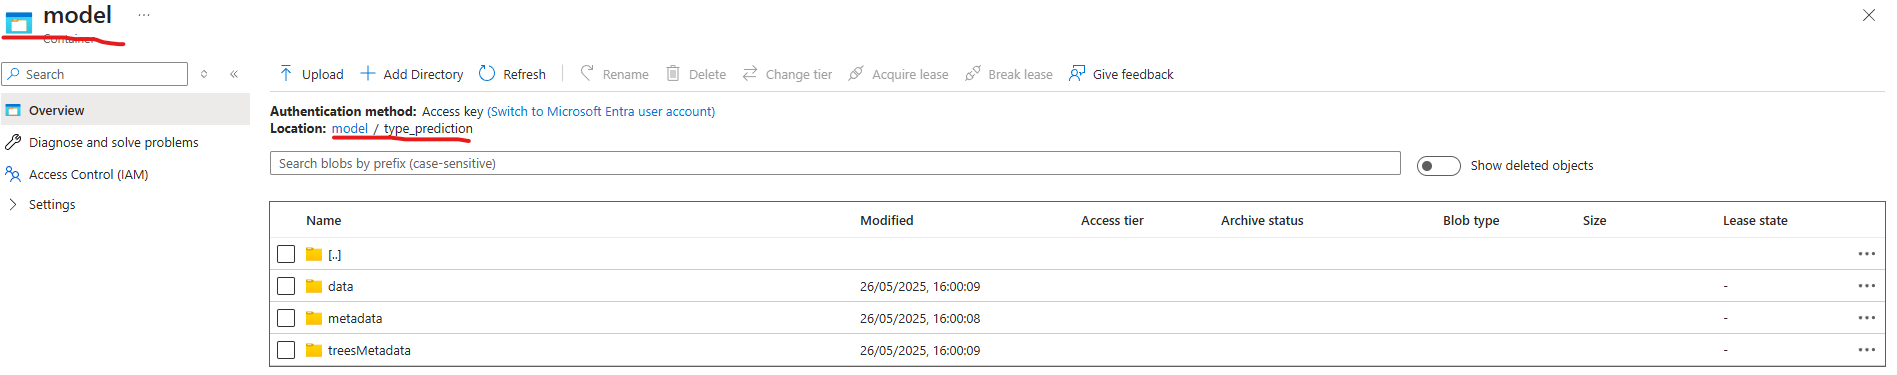 model ...
Container
Search
Upload Add Directory Refresh Rename Delete Change tier Acquire lease Break lease Give feedback
Overview
Diagnose and solve problems
Access Control (IAM)
Settings
Authentication method: Access key (Switch to Microsoft Entra user account)
Location: model / type_prediction
Search blobs by prefix (case-sensitive)
Show deleted objects
Name Modified Access tier Archive status Blob type Size Lease state
[..]
data 26/05/2025, 16:00:09 -
metadata 26/05/2025, 16:00:08 -
treesMetadata 26/05/2025, 16:00:09 -